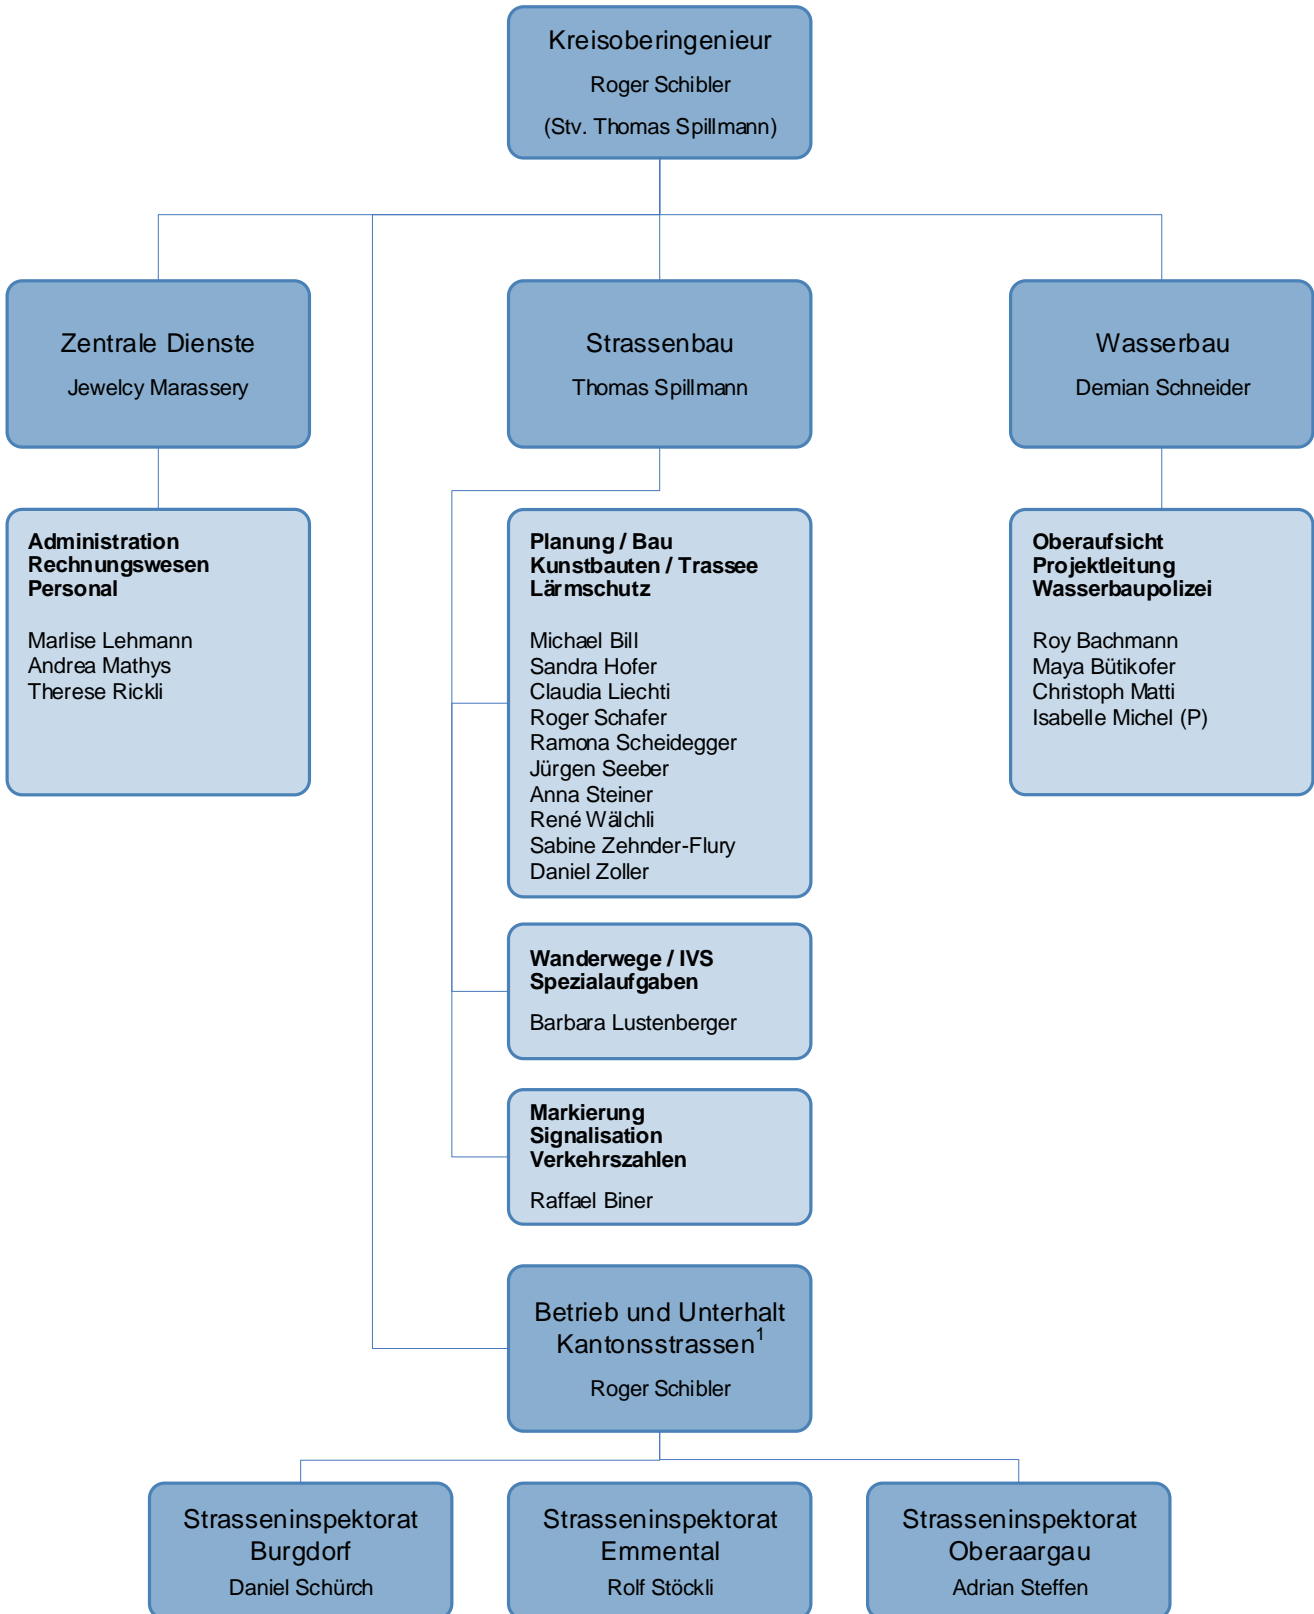 Kreisoberingenieur
Roger Schibler
(Stv. Thomas Spillmann)
Zentrale Dienste
Jewelcy Marassery
Strassenbau
Thomas Spillmann
Wasserbau
Demian Schneider
Administration
Rechnungswesen
Personal
Marlise Lehmann
Andrea Mathys
Therese Rickli
Planung / Bau
Kunstbauten / Trassee
Lärmschutz
Michael Bill
Sandra Hofer
Claudia Liechti
Roger Schafer
Ramona Scheidegger
Jürgen Seeber
Anna Steiner
René Wälchli
Sabine Zehnder-Flury
Daniel Zoller
Oberaufsicht
Projektleitung
Wasserbaupolizei
Roy Bachmann
Maya Bütikofer
Christoph Matti
Isabelle Michel (P)
Wanderwege / IVS
Spezialaufgaben
Barbara Lustenberger
Markierung
Signalisation
Verkehrszahlen
Raffael Biner
Betrieb und Unterhalt
Kantonsstrassen¹
Roger Schibler
Strasseninspektorat
Burgdorf
Daniel Schürch
Strasseninspektorat
Emmental
Rolf Stöckli
Strasseninspektorat
Oberaargau
Adrian Steffen